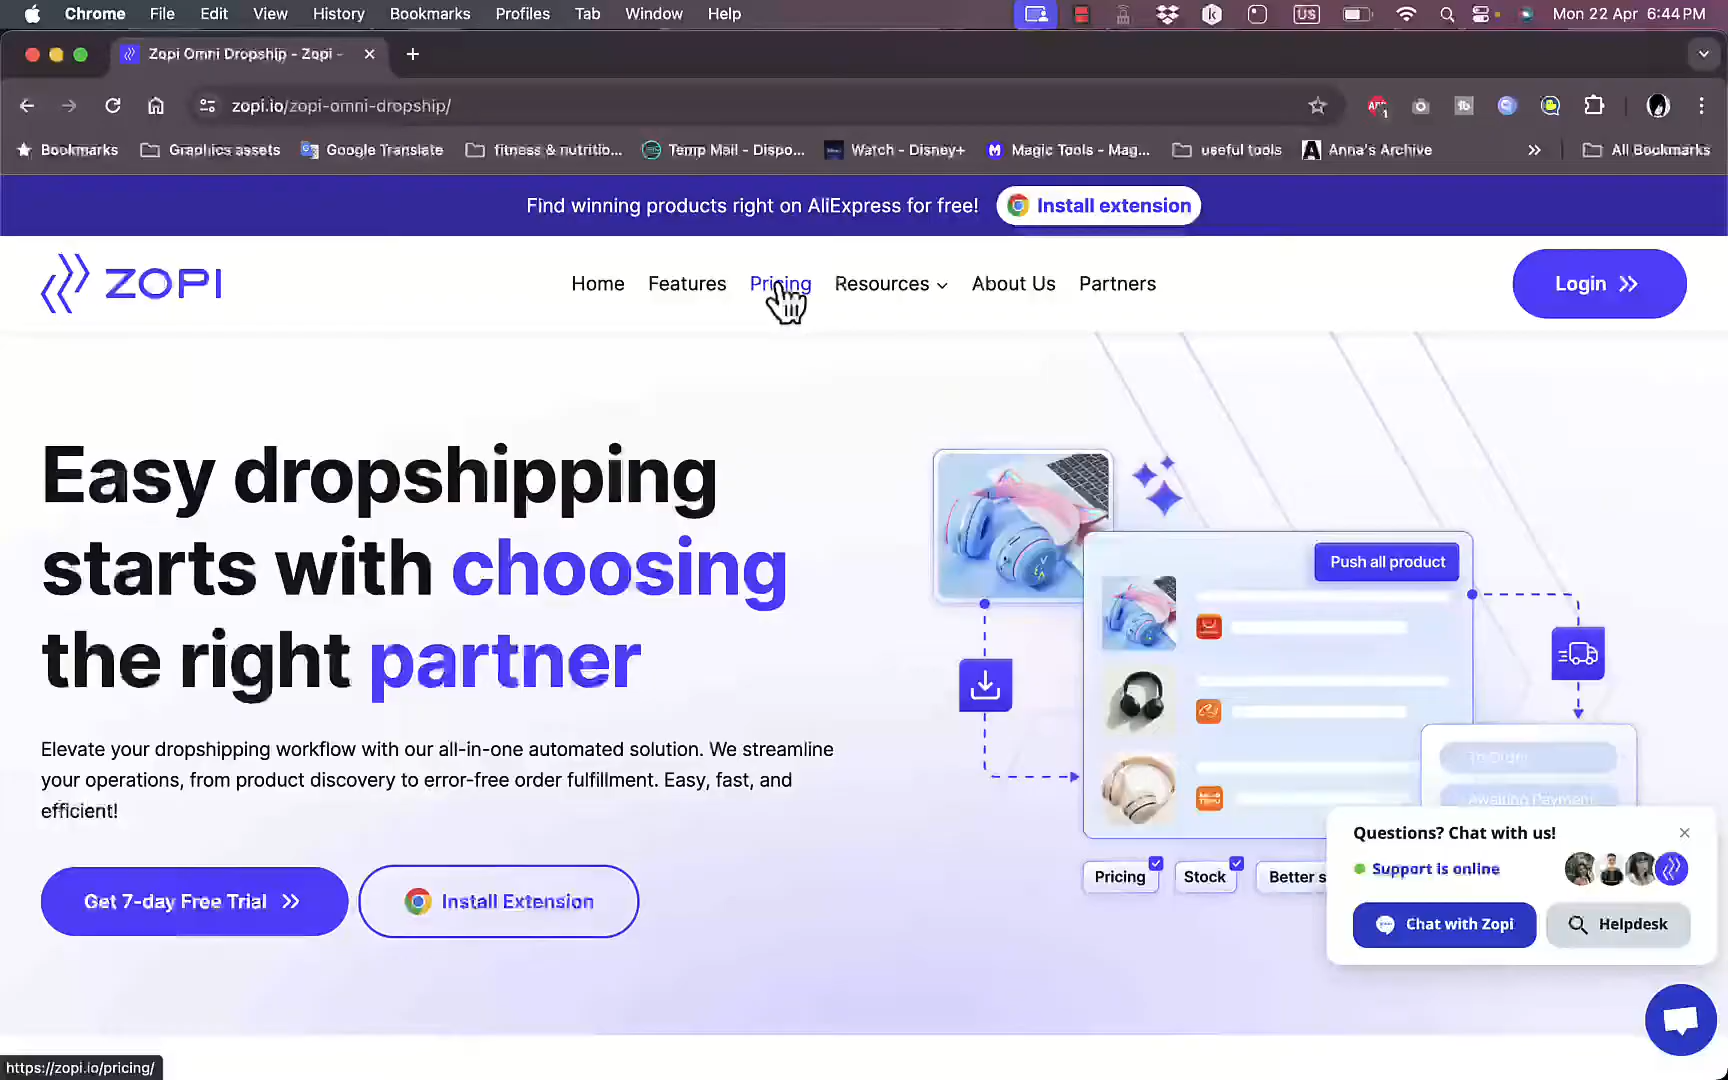 Chrome File Edit View History Bookmarks Profiles Tab Window Help US Mon 22 Apr 6:44 PM
Zopi Omni Dropship - Zopi -
zopi.io/zopi-omni-dropship/
Bookmarks Graphics assets Google Translate fitness & nutritio... Temp Mail - Dispo... Watch - Disney+ Magic Tools - Mag... useful tools Anna's Archive All Bookmarks
Find winning products right on AliExpress for free! Install extension
ZOPI Home Features Pricing Resources About Us Partners Login
Easy dropshipping
starts with choosing
the right partner
Elevate your dropshipping workflow with our all-in-one automated solution. We streamline
your operations, from product discovery to error-free order fulfillment. Easy, fast, and
efficient!
Get 7-day Free Trial Install Extension
Push all product
To Order
Awaiting Payment
Pricing Stock Better s
Questions? Chat with us!
Support is online
Chat with Zopi Helpdesk
https://zopi.io/pricing/